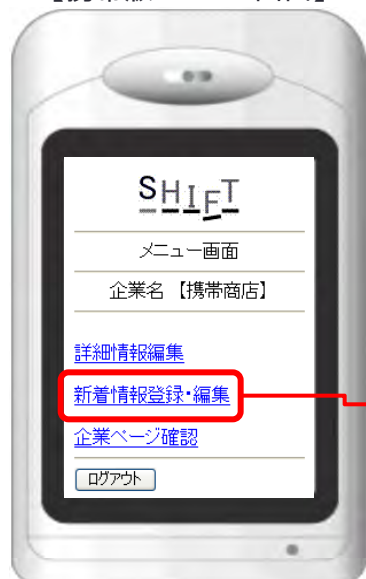 SHIFT
メニュー画面
企業名 【携帯商店】
詳細情報編集
新着情報登録・編集
企業ページ確認
ログアウト